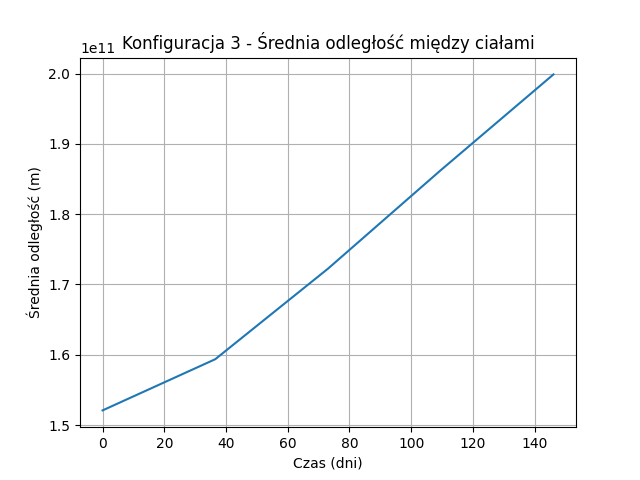 Konfiguracja 3 - Średnia odległość między ciałami
1e11
2.0
1.9
1.8
1.7
1.6
1.5
Średnia odległość (m)
0 20 40 60 80 100 120 140
Czas (dni)